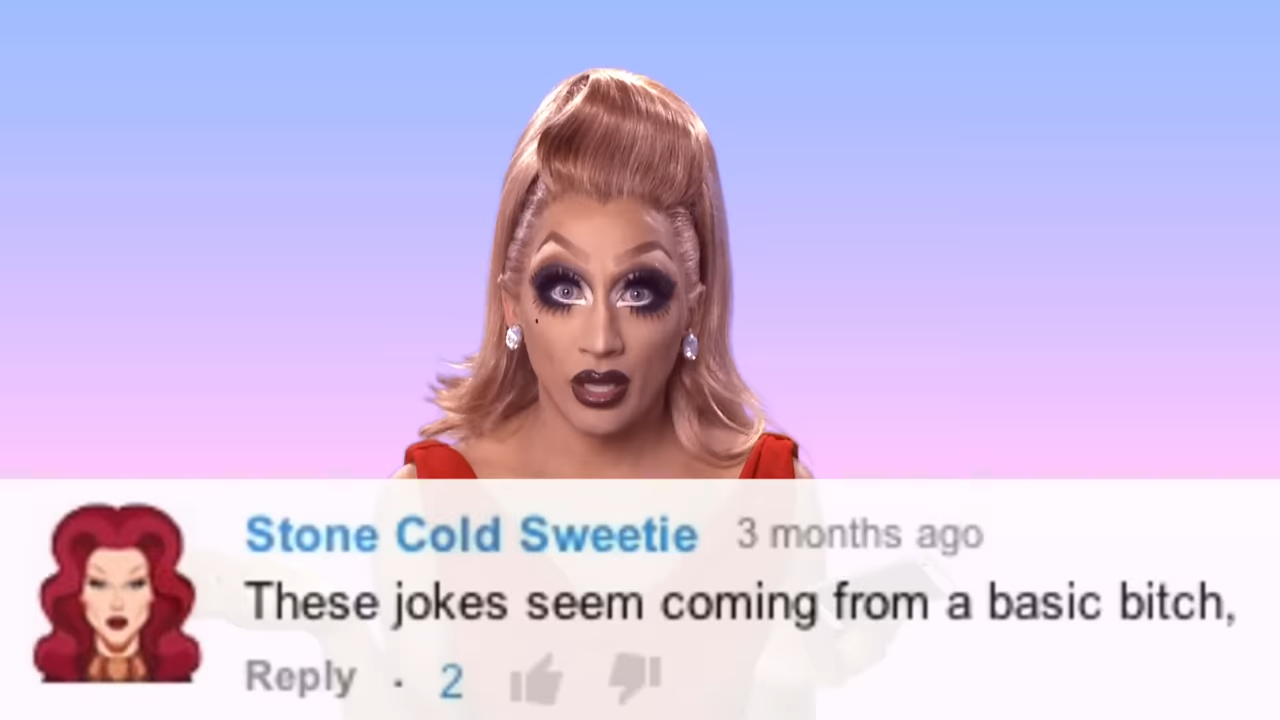 Stone Cold Sweetie 3 months ago
These jokes seem coming from a basic bitch,
Reply . 2